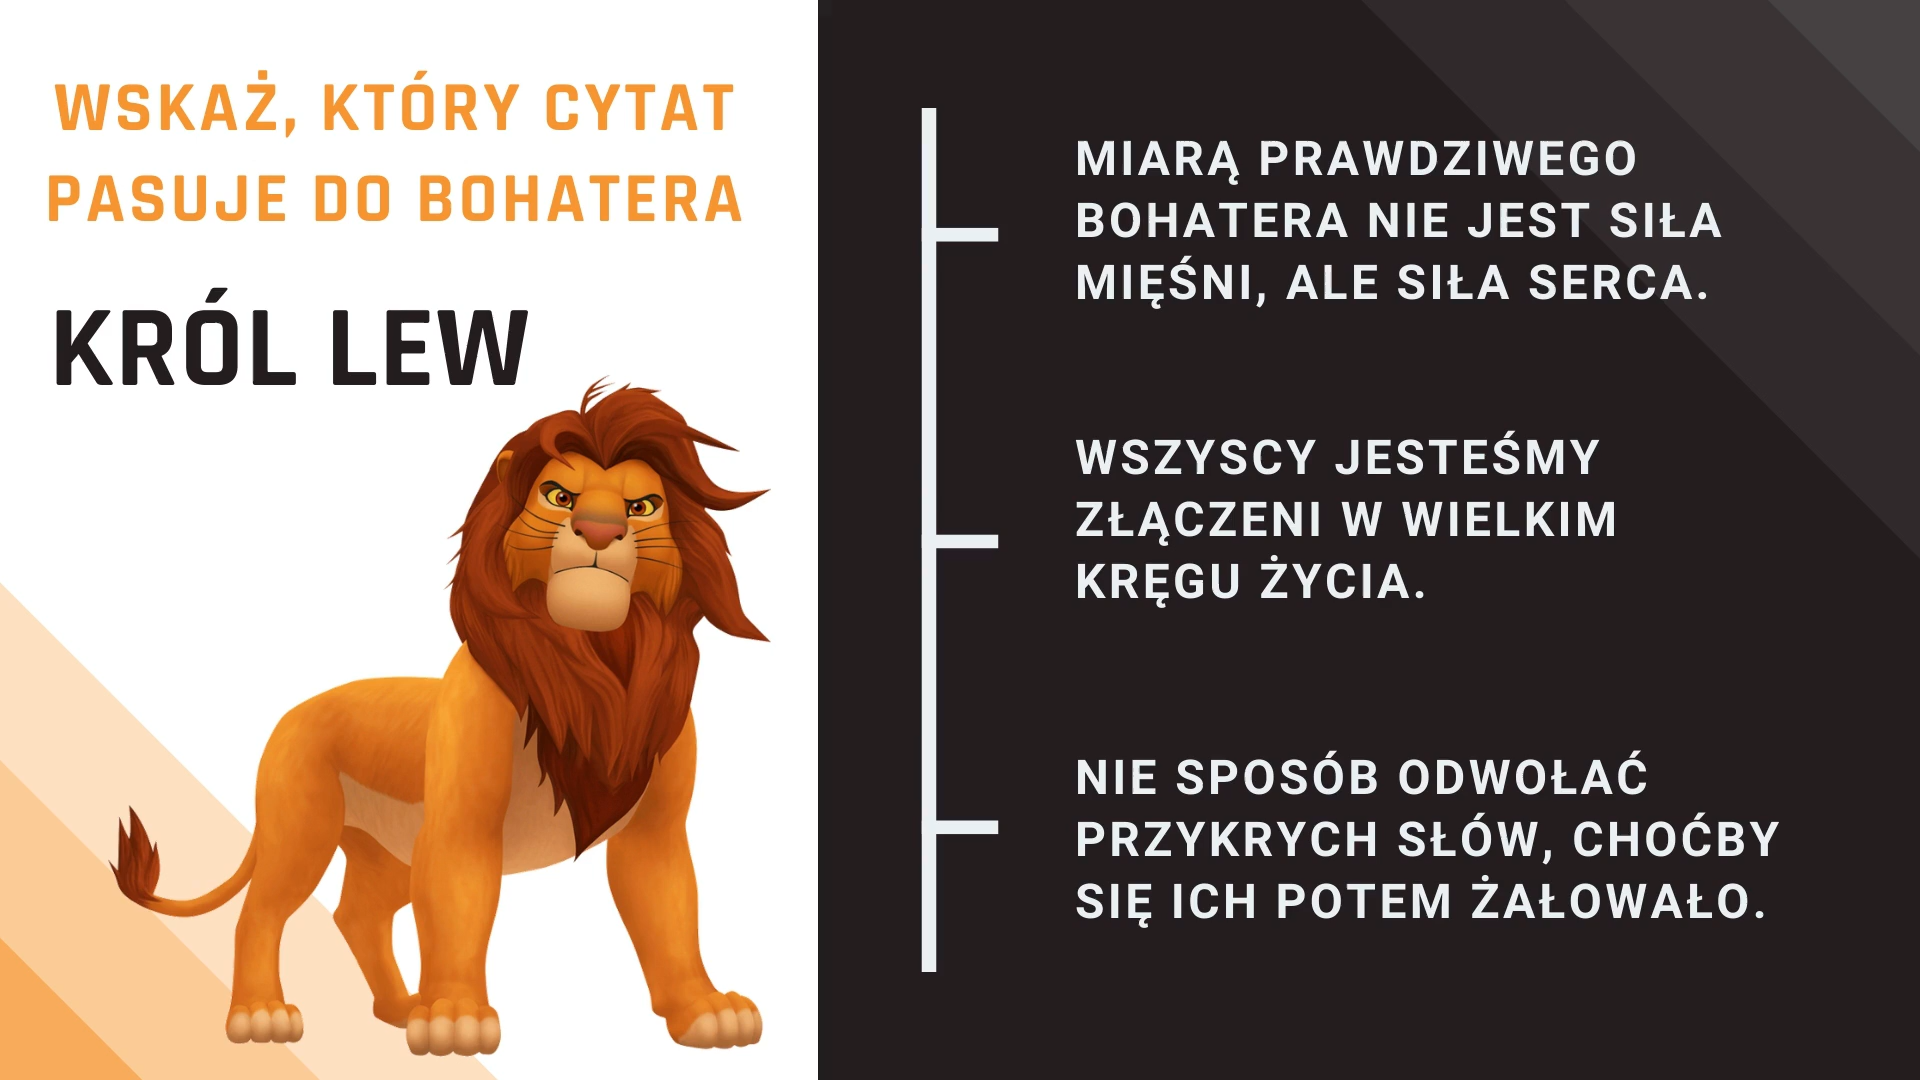 WSKAŻ, KTÓRY CYTAT
PASUJE DO BOHATERA
KRÓL LEW
MIARĄ PRAWDZIWEGO
BOHATERA NIE JEST SIŁA
MIĘŚNI, ALE SIŁA SERCA.
WSZYSCY JESTEŚMY
ZŁĄCZENI W WIELKIM
KRĘGU ŻYCIA.
NIE SPOSÓB ODWOŁAĆ
PRZYKRYCH SŁÓW, CHOĆBY
SIĘ ICH POTEM ŻAŁOWAŁO.